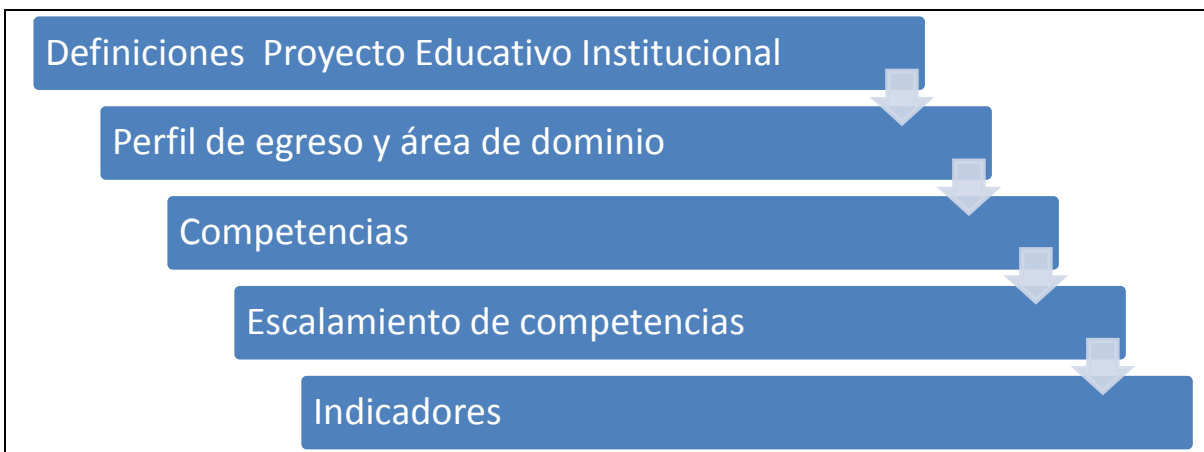 Definiciones  Proyecto Educativo Institucional
Perfil de egreso y área de dominio
Competencias
Escalamiento de competencias
Indicadores